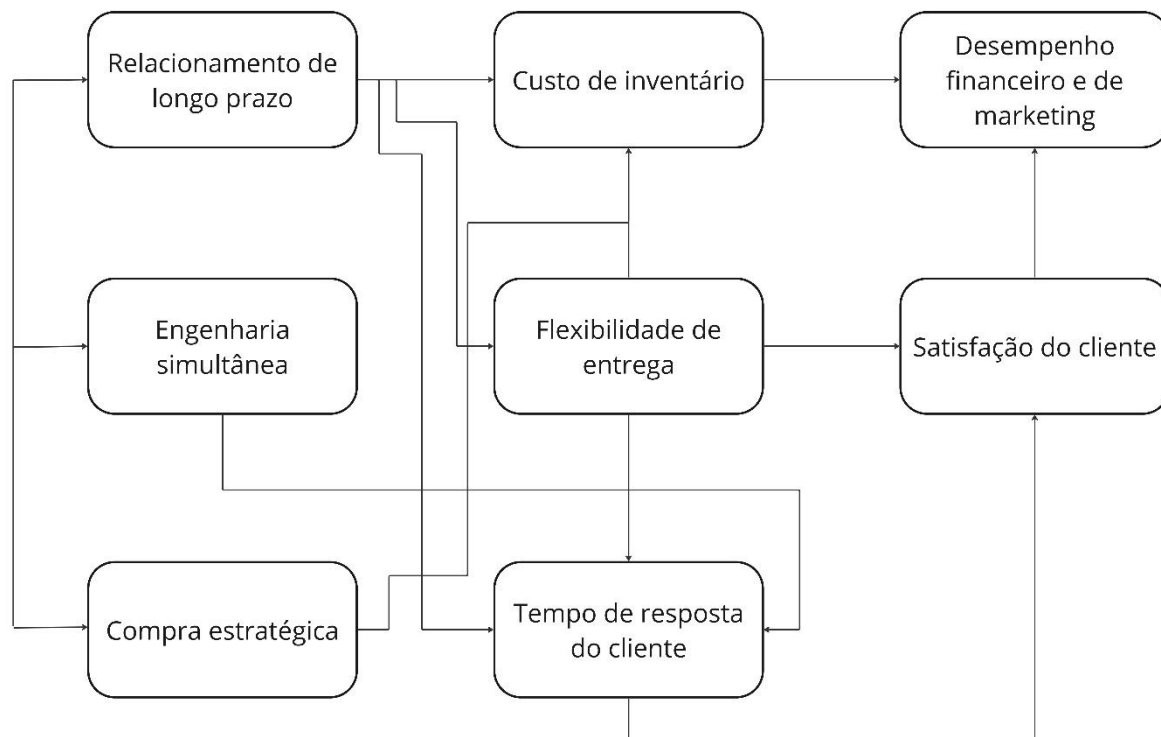 Relacionamento de
longo prazo
Custo de inventário
Desempenho
financeiro e de
marketing
Engenharia
simultânea
Flexibilidade de
entrega
Satisfação do cliente
Compra estratégica
Tempo de resposta
do cliente